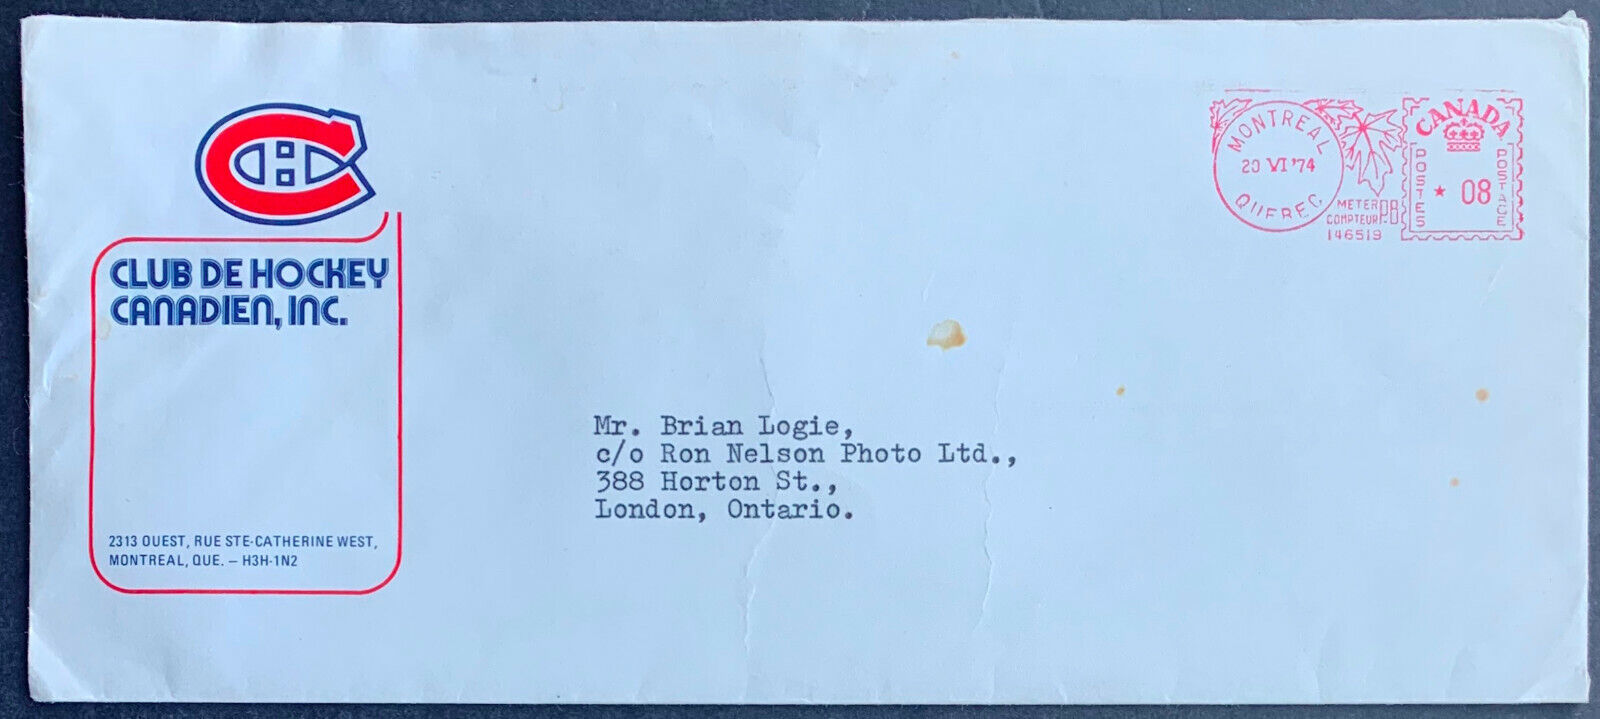 CLUB DE HOCKEY
CANADIEN, INC.
2313 OUEST, RUE STE-CATHERINE WEST,
MONTREAL, QUE. – H3H-1N2
MONTREAL
20 VI '74
QUEBEC
METER
COMPTEUR PB
146519
CANADA
POSTES
★ 08
POSTAGE
Mr. Brian Logie,
c/o Ron Nelson Photo Ltd.,
388 Horton St.,
London, Ontario.